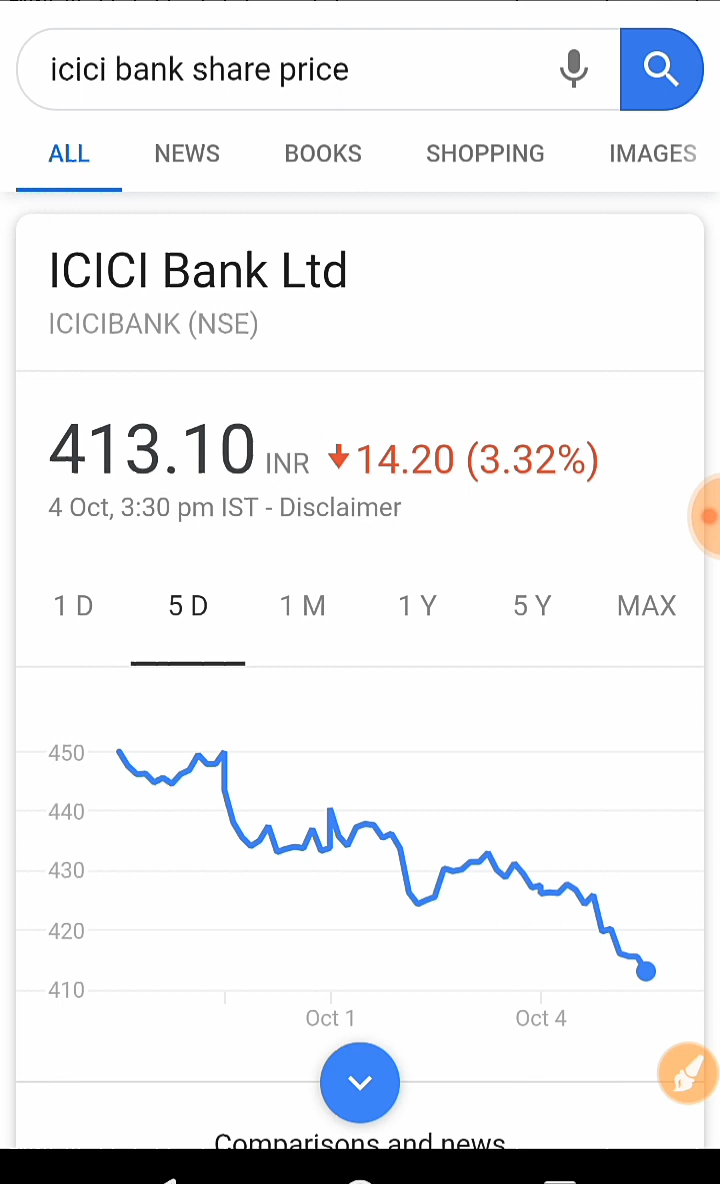 icici bank share price
ALL NEWS BOOKS SHOPPING IMAGES
ICICI Bank Ltd
ICICIBANK (NSE)
413.10 INR 14.20 (3.32%)
4 Oct, 3:30 pm IST - Disclaimer
1 D 5 D 1 M 1 Y 5 Y MAX
450
440
430
420
410
Oct 1 Oct 4
Comparisons and news